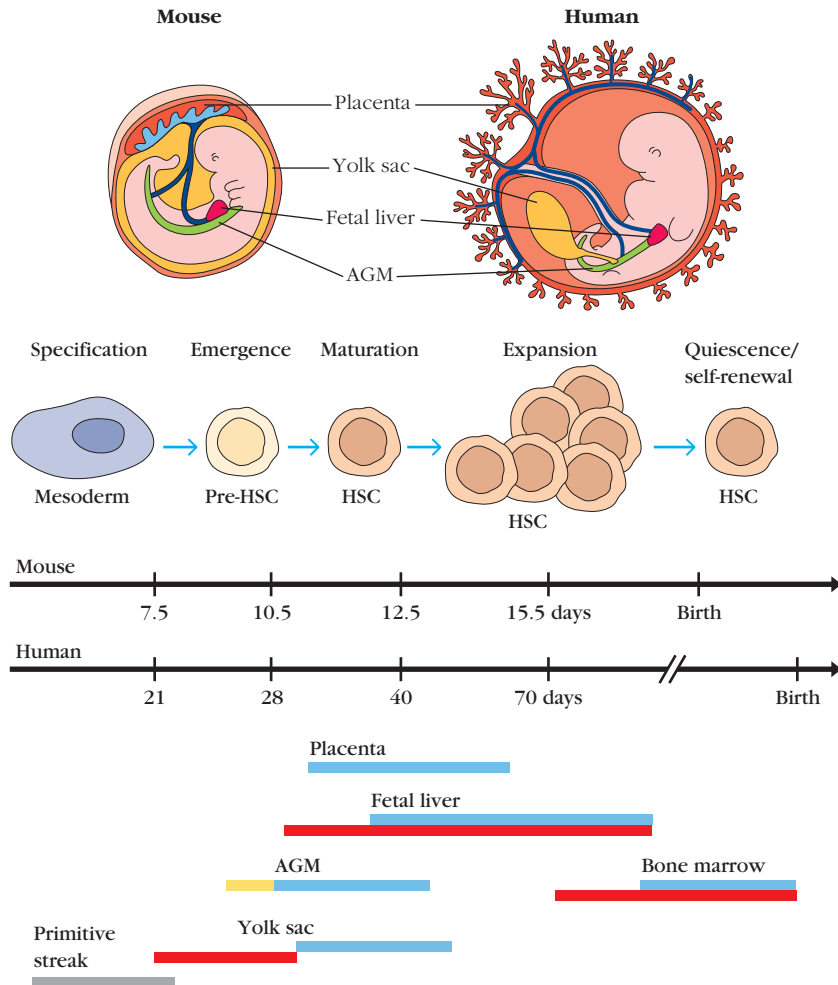 Mouse
Human
Placenta
Yolk sac
Fetal liver
AGM
Specification
Emergence
Maturation
Expansion
Quiescence/
self-renewal
Mesoderm
Pre-HSC
HSC
HSC
HSC
Mouse
7.5
10.5
12.5
15.5 days
Birth
Human
21
28
40
70 days
Birth
Placenta
Fetal liver
AGM
Bone marrow
Yolk sac
Primitive
streak